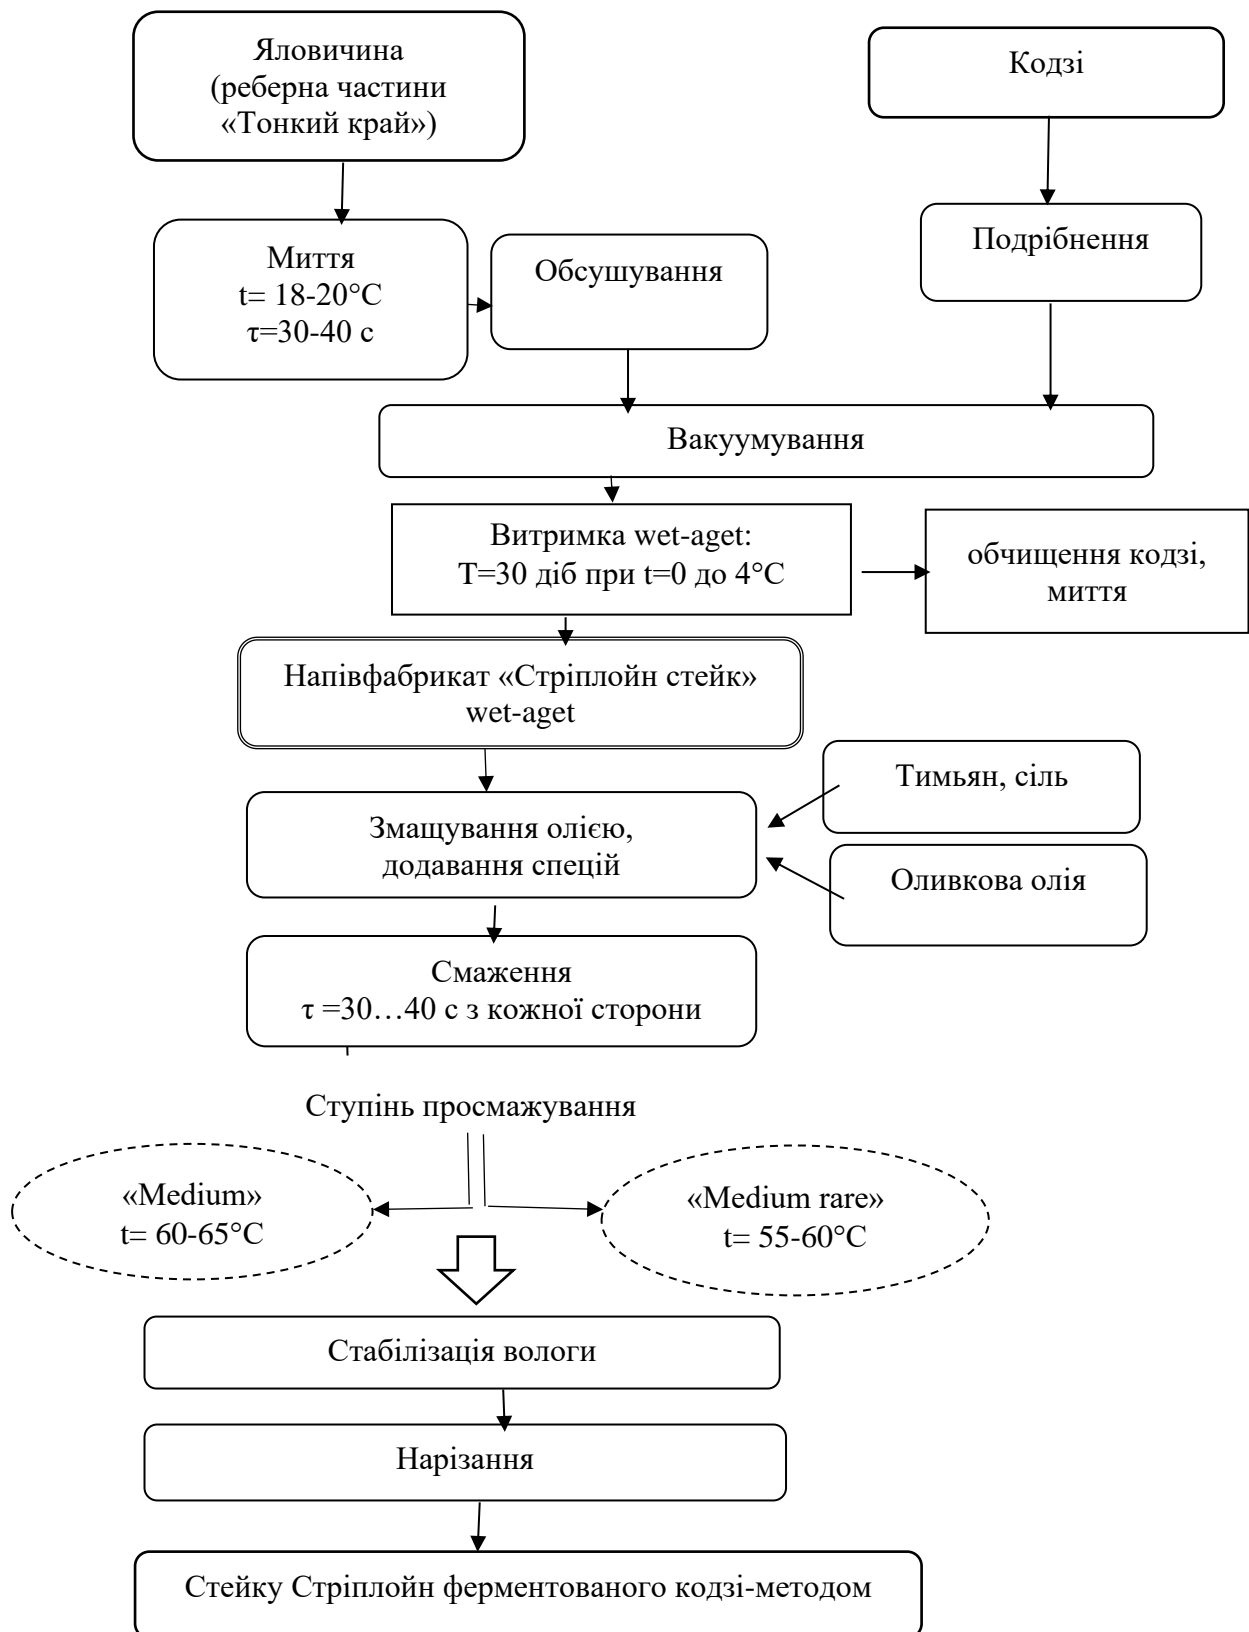 Яловичина
(реберна частини
«Тонкий край»)
Кодзі
Миття
t= 18-20°C
τ=30-40 с
Обсушування
Подрібнення
Вакуумування
Витримка wet-aget:
T=30 діб при t=0 до 4°C
обчищення кодзі,
миття
Напівфабрикат «Стріплойн стейк»
wet-aget
Тимьян, сіль
Змащування олією,
додавання спецій
Оливкова олія
Смаження
τ =30…40 с з кожної сторони
Ступінь просмажування
«Medium»
t= 60-65°C
«Medium rare»
t= 55-60°C
Стабілізація вологи
Нарізання
Стейку Стріплойн ферментованого кодзі-методом